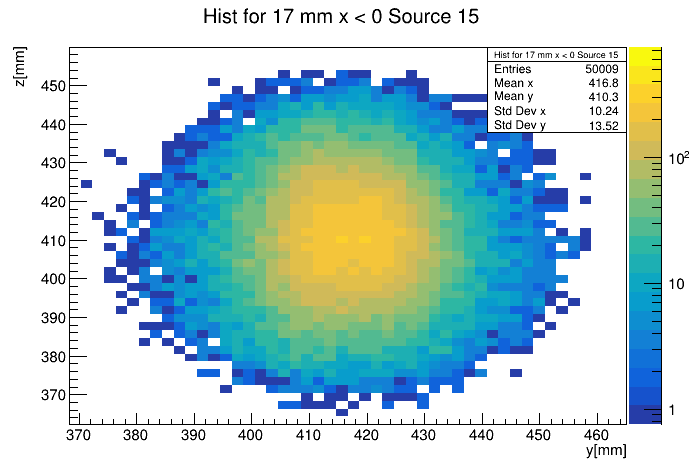 Hist for 17 mm x < 0 Source 15
z[mm]
Hist for 17 mm x < 0 Source 15
Entries 50009
Mean x 416.8
Mean y 410.3
Std Dev x 10.24
Std Dev y 13.52
450
440
430
420
410
400
390
380
370
10²
10
1
370 380 390 400 410 420 430 440 450 460
y[mm]